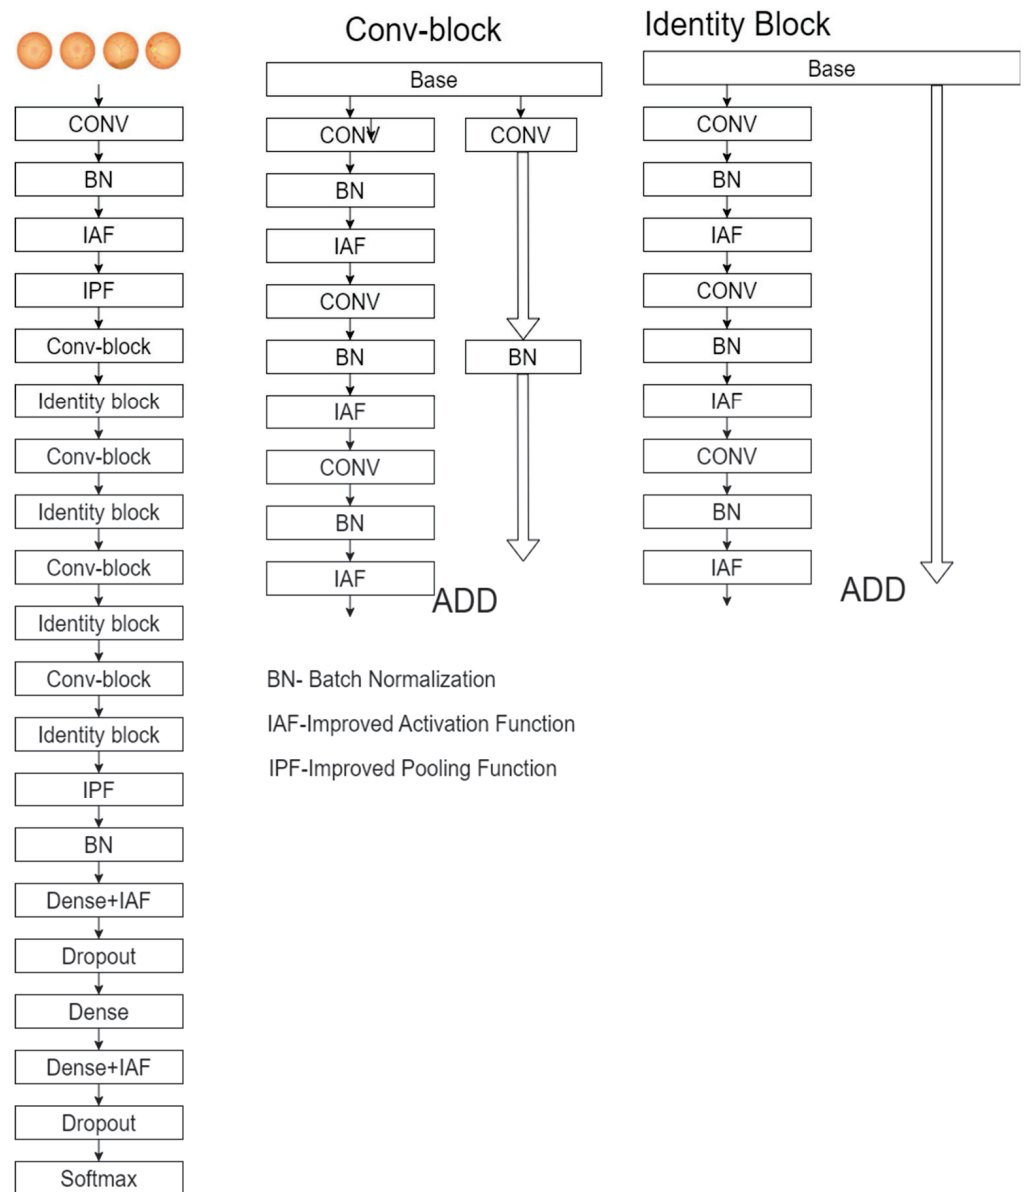 CONV
BN
IAF
IPF
Conv-block
Identity block
Conv-block
Identity block
Conv-block
Identity block
Conv-block
Identity block
IPF
BN
Dense+IAF
Dropout
Dense
Dense+IAF
Dropout
Softmax
Conv-block
Base
CONV
BN
IAF
CONV
BN
IAF
CONV
BN
IAF
CONV
BN
ADD
Identity Block
Base
CONV
BN
IAF
CONV
BN
IAF
CONV
BN
IAF
ADD
BN- Batch Normalization
IAF-Improved Activation Function
IPF-Improved Pooling Function